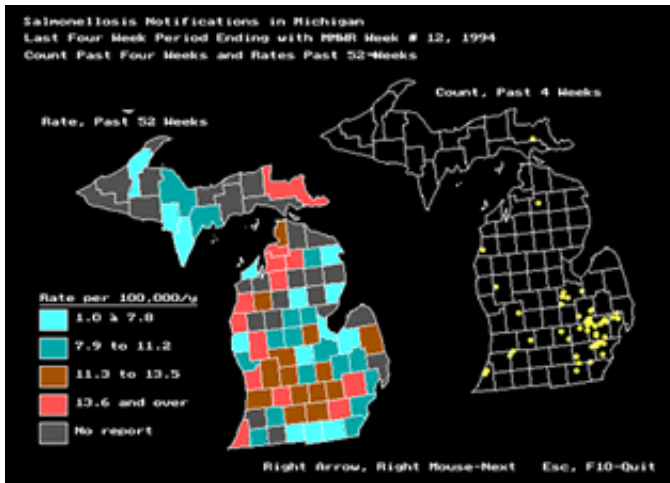 Salmonellosis Notifications in Michigan
Last Four Week Period Ending with MMWR Week # 12, 1994
Count Past Four Weeks and Rates Past 52-Weeks
Count, Past 4 Weeks
Rate, Past 52 Weeks
Rate per 100,000/y
1.0 à 7.8
7.9 to 11.2
11.3 to 13.5
13.6 and over
No report
Right Arrow, Right Mouse-Next Esc, F10-Quit